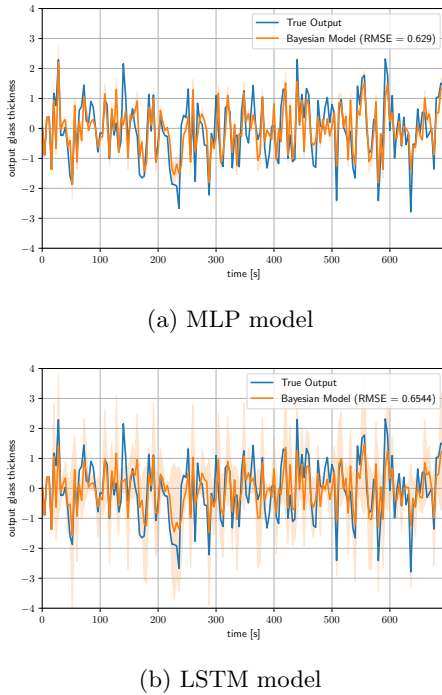 4
3
2
1
0
−1
−2
−3
−4
output glass thickness
True Output
Bayesian Model (RMSE = 0.629)
0 100 200 300 400 500 600
time [s]
(a) MLP model
4
3
2
1
0
−1
−2
−3
−4
output glass thickness
True Output
Bayesian Model (RMSE = 0.6544)
0 100 200 300 400 500 600
time [s]
(b) LSTM model